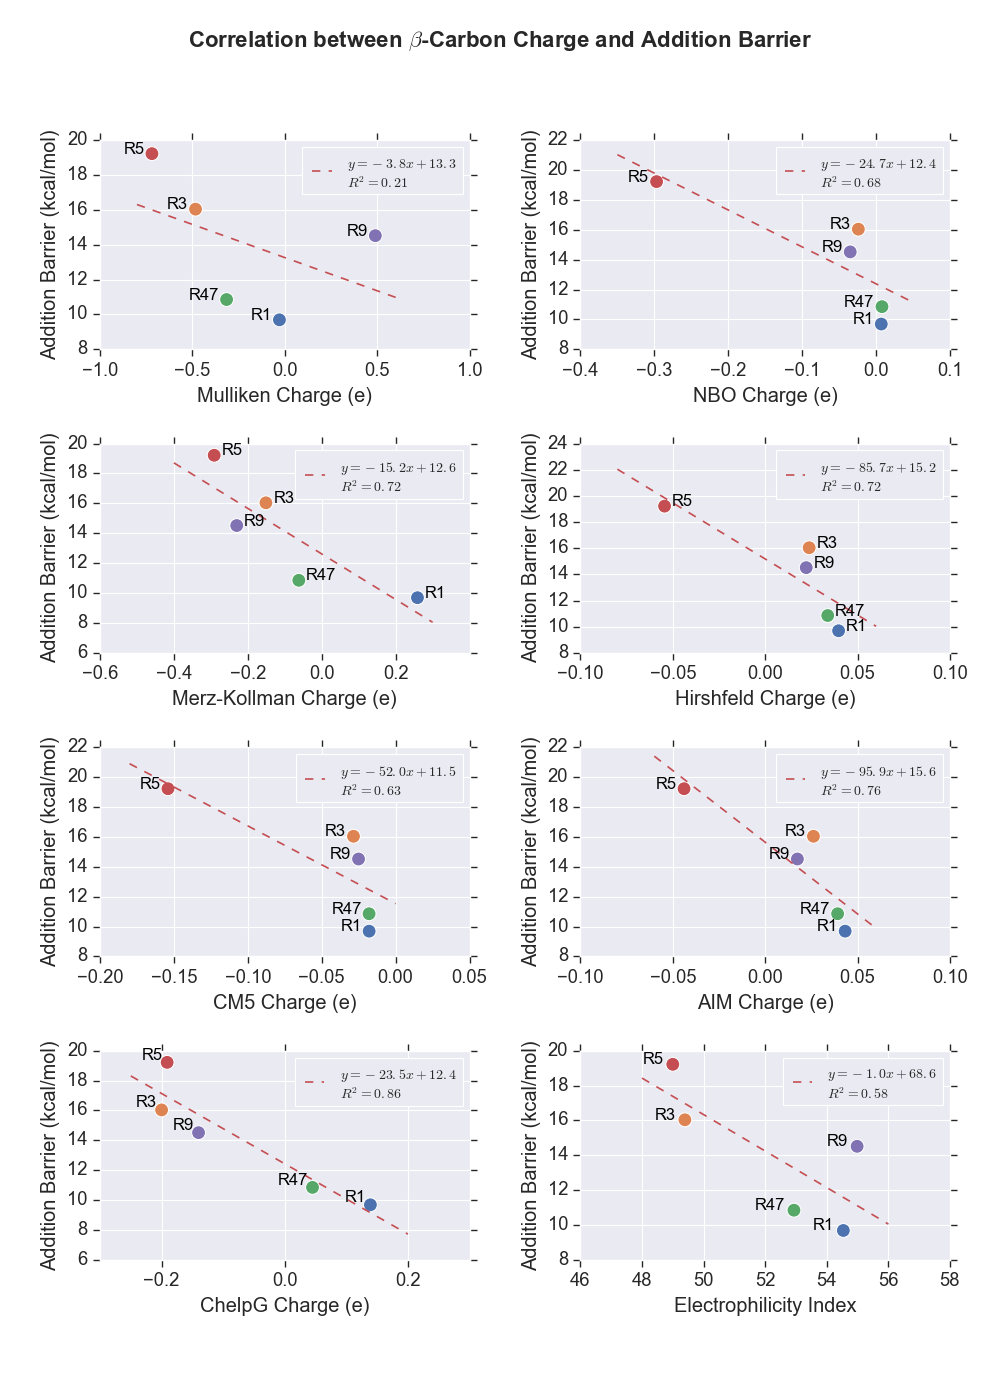 Correlation between β-Carbon Charge and Addition Barrier
Addition Barrier (kcal/mol)
20
18
16
14
12
10
8
R5
R3
R9
R47
R1
y = −3.8x + 13.3
R² = 0.21
−1.0 −0.5 0.0 0.5 1.0
Mulliken Charge (e)
Addition Barrier (kcal/mol)
22
20
18
16
14
12
10
8
R5
R3
R9
R47
R1
y = −24.7x + 12.4
R² = 0.68
−0.4 −0.3 −0.2 −0.1 0.0 0.1
NBO Charge (e)
Addition Barrier (kcal/mol)
20
18
16
14
12
10
8
6
R5
R3
R9
R47
R1
y = −15.2x + 12.6
R² = 0.72
−0.6 −0.4 −0.2 0.0 0.2
Merz-Kollman Charge (e)
Addition Barrier (kcal/mol)
24
22
20
18
16
14
12
10
8
R5
R3
R9
R47
R1
y = −85.7x + 15.2
R² = 0.72
−0.10 −0.05 0.00 0.05 0.10
Hirshfeld Charge (e)
Addition Barrier (kcal/mol)
22
20
18
16
14
12
10
8
R5
R3
R9
R47
R1
y = −52.0x + 11.5
R² = 0.63
−0.20 −0.15 −0.10 −0.05 0.00 0.05
CM5 Charge (e)
Addition Barrier (kcal/mol)
22
20
18
16
14
12
10
8
R5
R3
R9
R47
R1
y = −95.9x + 15.6
R² = 0.76
−0.10 −0.05 0.00 0.05 0.10
AIM Charge (e)
Addition Barrier (kcal/mol)
20
18
16
14
12
10
8
6
R5
R3
R9
R47
R1
y = −23.5x + 12.4
R² = 0.86
−0.2 0.0 0.2
ChelpG Charge (e)
Addition Barrier (kcal/mol)
20
18
16
14
12
10
8
R5
R3
R9
R47
R1
y = −1.0x + 68.6
R² = 0.58
46 48 50 52 54 56 58
Electrophilicity Index